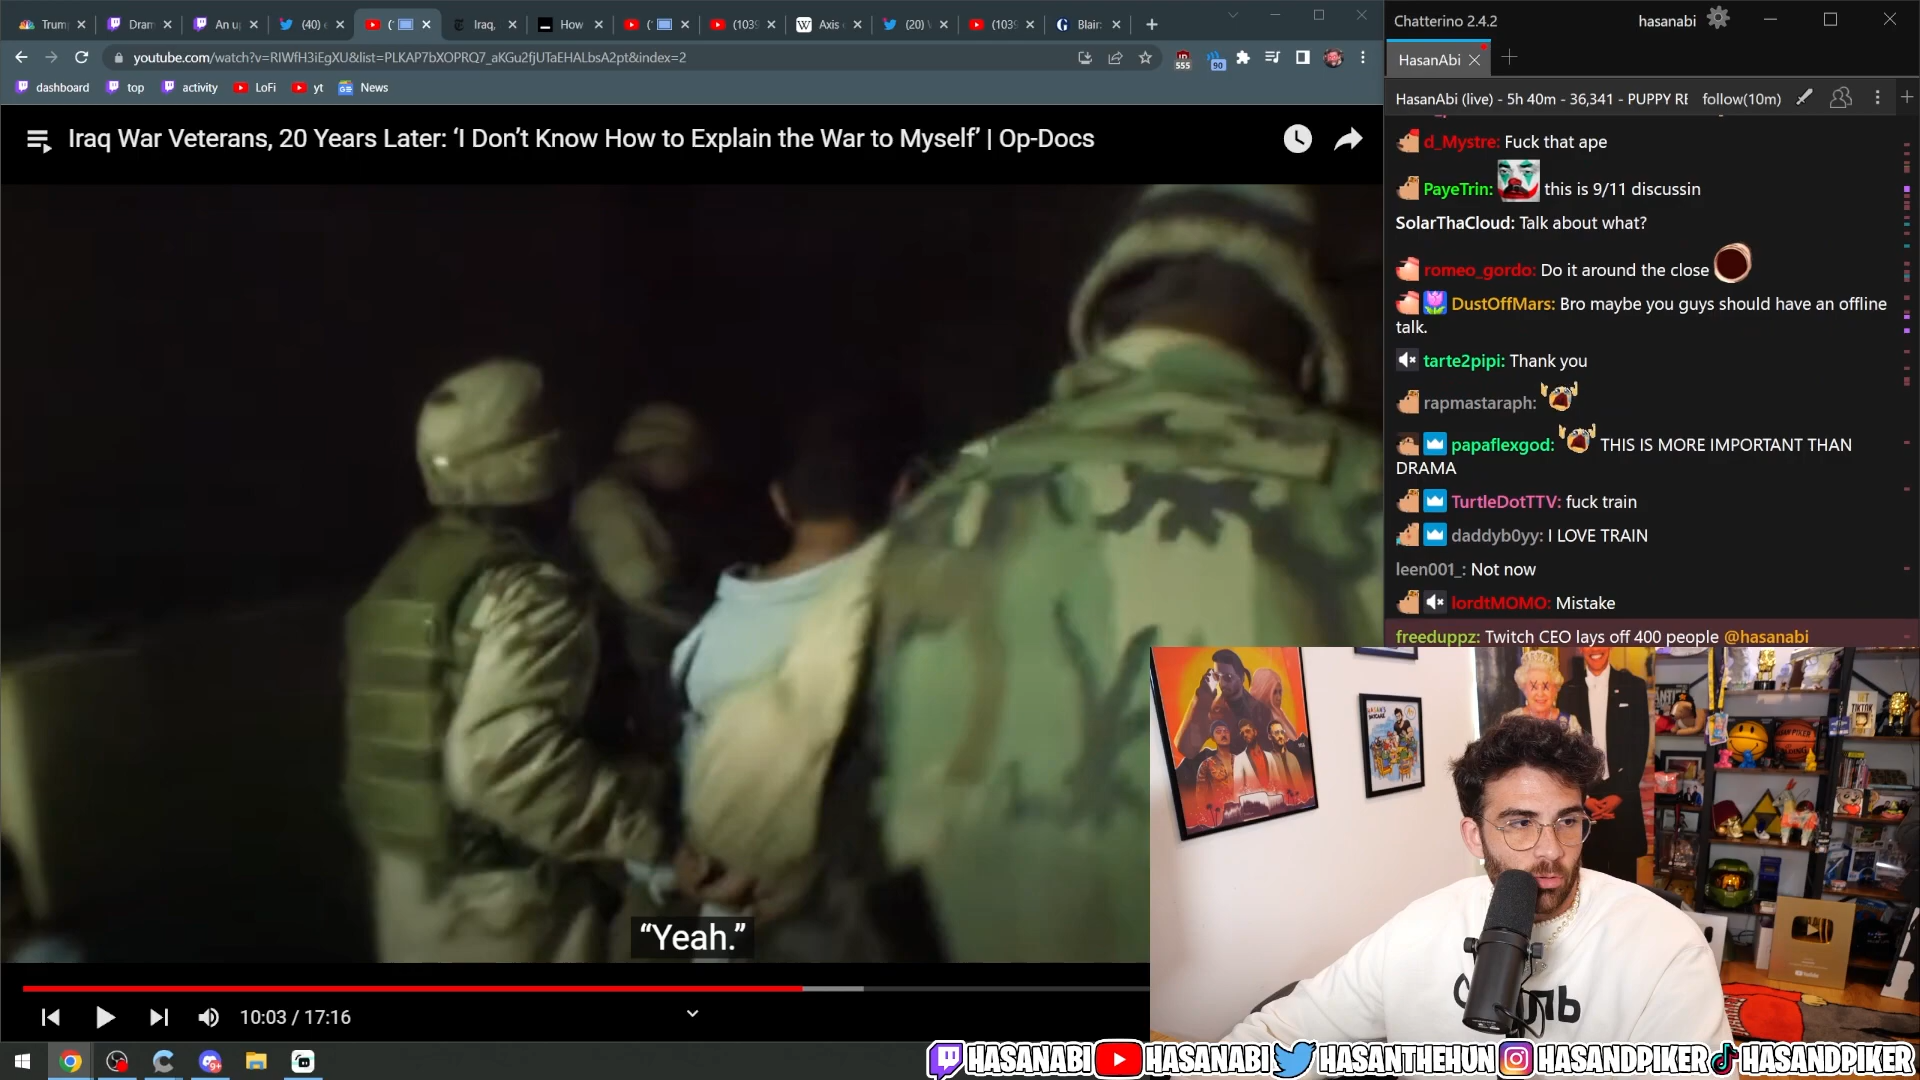 Trump
Dram
An u
(40)
(
Iraq,
How
(
(1039
Axis
(20)
(1039
Blair:
youtube.com/watch?v=RIWfH3iEgXU&list=PLKAP7bXOPRQ7_aKGu2fjUTaEHALbsA2pt&index=2
555
90
dashboard
top
activity
LoFi
yt
News
Iraq War Veterans, 20 Years Later: ‘I Don’t Know How to Explain the War to Myself’ | Op-Docs
“Yeah.”
10:03 / 17:16
Chatterino 2.4.2
hasanabi
HasanAbi
HasanAbi (live) - 5h 40m - 36,341 - PUPPY RE
follow(10m)
d_Mystre: Fuck that ape
PayeTrin: this is 9/11 discussin
SolarThaCloud: Talk about what?
romeo_gordo: Do it around the close
DustOffMars: Bro maybe you guys should have an offline
talk.
tarte2pipi: Thank you
rapmastaraph:
papaflexgod: THIS IS MORE IMPORTANT THAN
DRAMA
TurtleDotTTV: fuck train
daddyb0yy: I LOVE TRAIN
leen001_: Not now
lordtMOMO: Mistake
freeduppz: Twitch CEO lays off 400 people @hasanabi
HASANABI
HASANABI
HASANTHEHUN
HASANDPIKER
HASANDPIKER